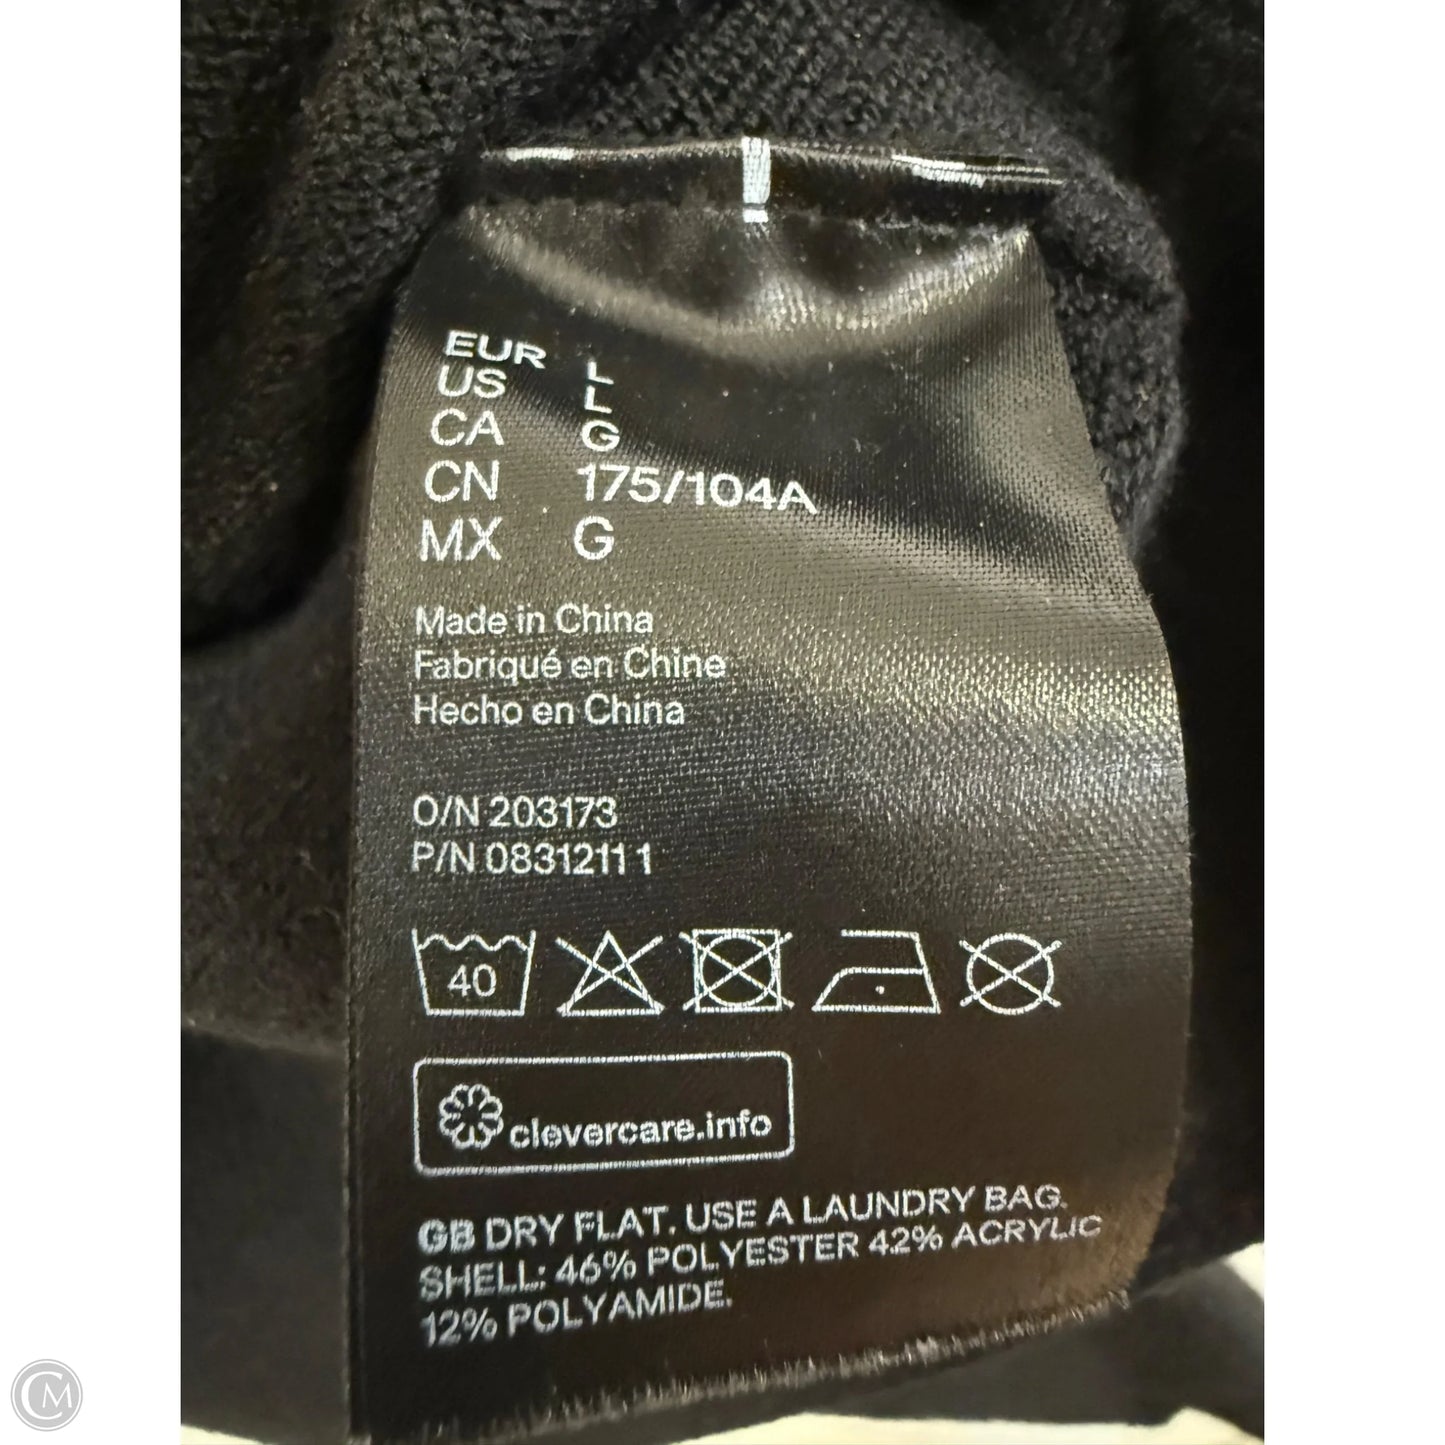 EUR L
US L
CA G
CN 175/104A
MX G
Made in China
Fabriqué en Chine
Hecho en China
O/N 203173
P/N 0831211 1
40
clevercare.info
GB DRY FLAT. USE A LAUNDRY BAG.
SHELL: 46% POLYESTER 42% ACRYLIC
12% POLYAMIDE.
CM